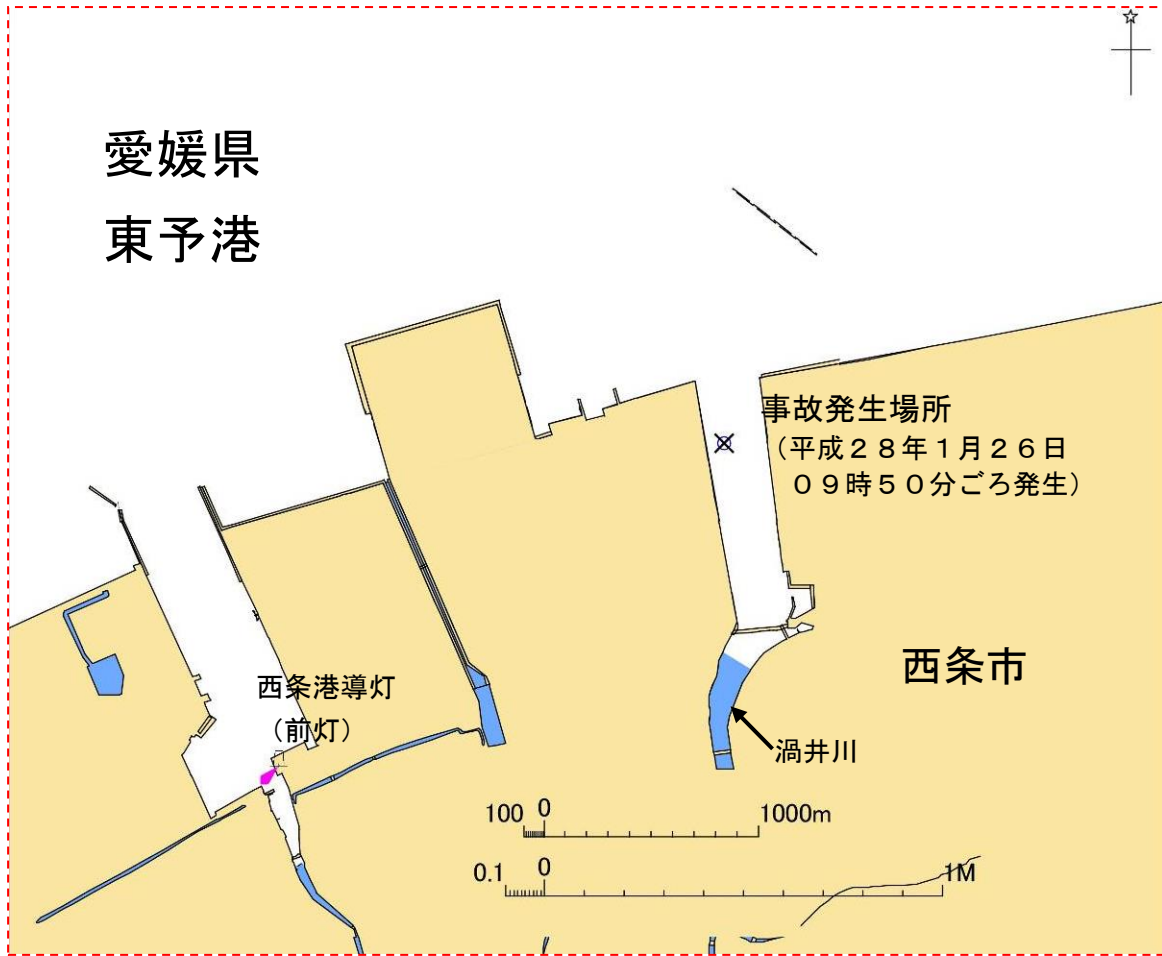 愛媛県
東予港
事故発生場所
（平成２８年１月２６日
０９時５０分ごろ発生）
西条市
西条港導灯
（前灯）
渦井川
100 0 1000m
0.1 0 1M